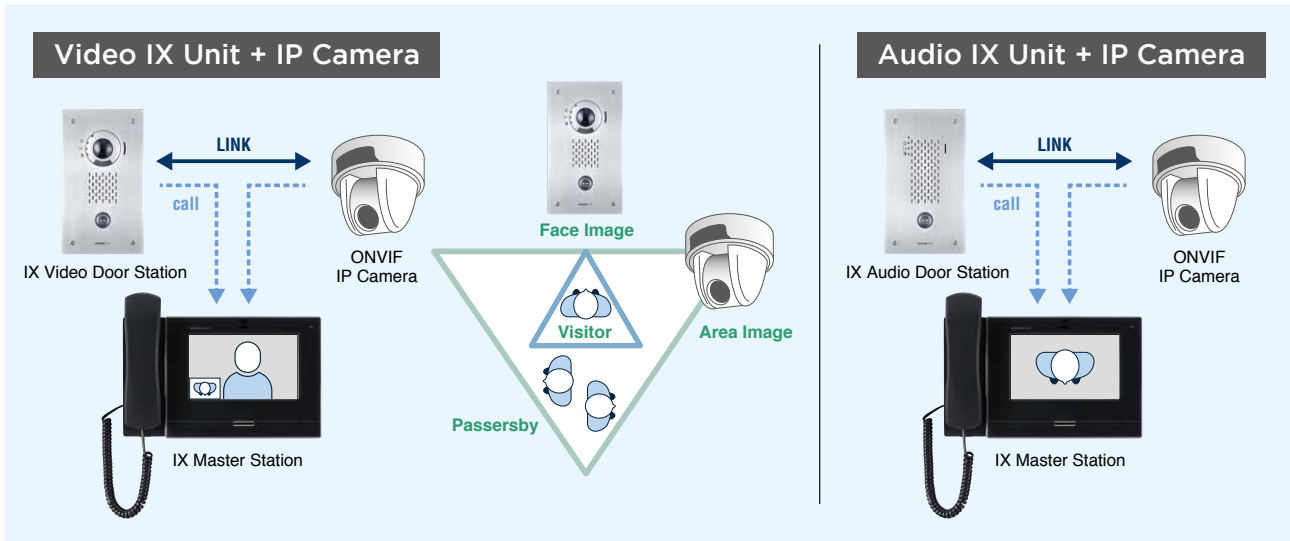 Video IX Unit + IP Camera
LINK
call
IX Video Door Station
ONVIF
IP Camera
IX Master Station
Face Image
Visitor
Area Image
Passersby
Audio IX Unit + IP Camera
LINK
call
IX Audio Door Station
ONVIF
IP Camera
IX Master Station